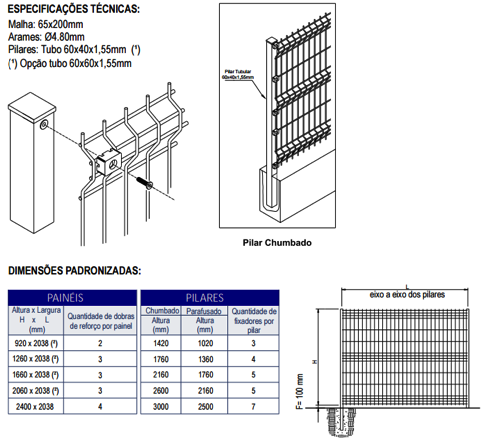 ESPECIFICAÇÕES TÉCNICAS:
Malha: 65x200mm
Arames: Ø4.80mm
Pilares: Tubo 60x40x1,55mm (¹)
(¹) Opção tubo 60x60x1,55mm
Pilar Tubular
60x40x1,55mm
Pilar Chumbado
DIMENSÕES PADRONIZADAS:
PAINÉIS
PILARES
Altura x Largura
H x L
(mm)
Quantidade de dobras
de reforço por painel
Chumbado
Altura
(mm)
Parafusado
Altura
(mm)
Quantidade de
fixadores por
pilar
920 x 2038 (²) 2 1420 1020 3
1260 x 2038 (²) 3 1760 1360 4
1660 x 2038 (²) 3 2160 1760 5
2060 x 2038 (²) 3 2600 2160 5
2400 x 2038 4 3000 2500 7
L
eixo a eixo dos pilares
H
F= 100 mm